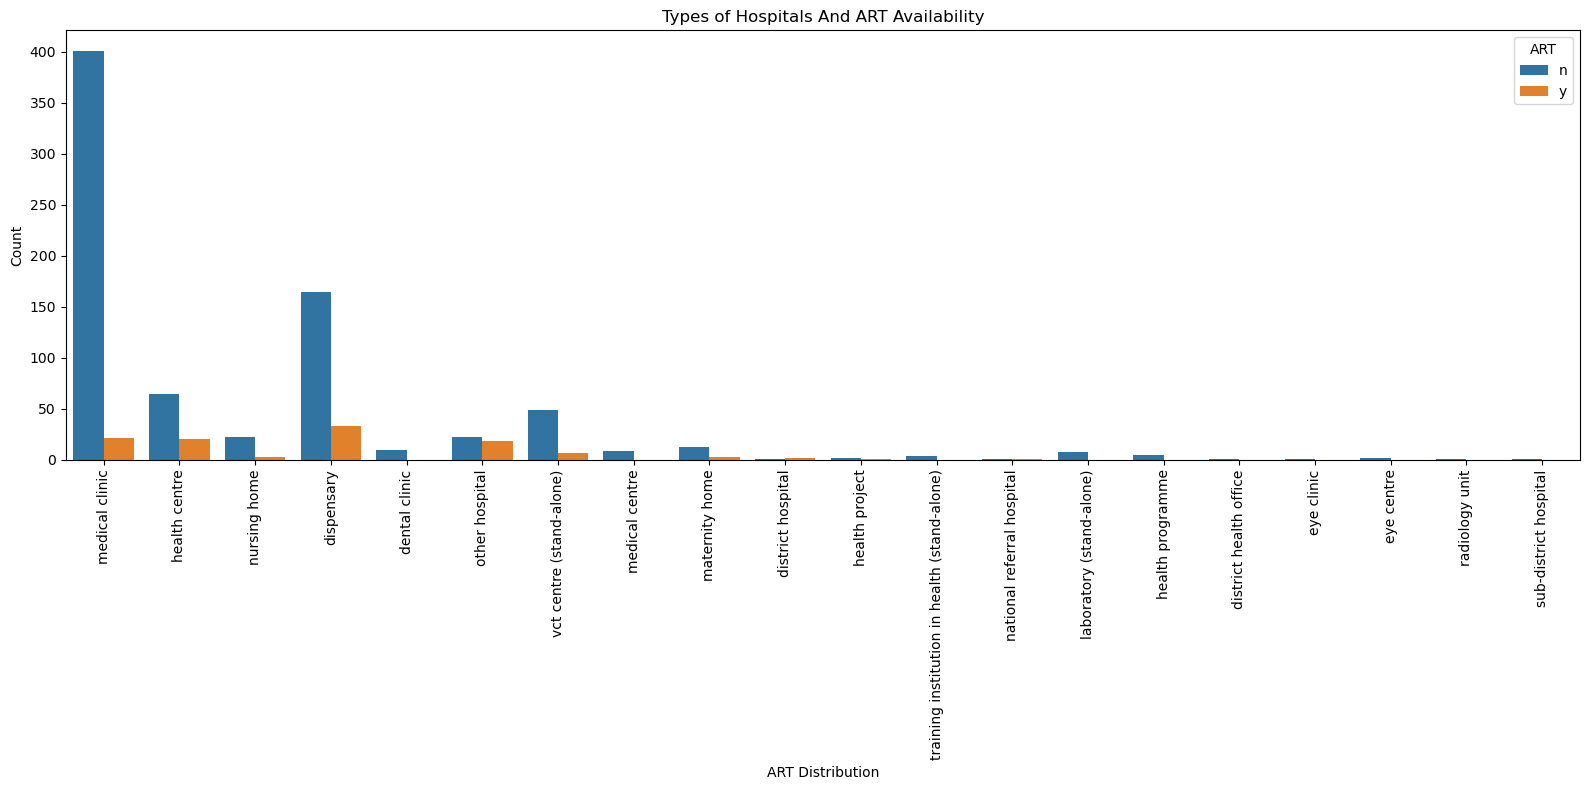 Types of Hospitals And ART Availability
ART
n
y
Count
400
350
300
250
200
150
100
50
0
medical clinic
health centre
nursing home
dispensary
dental clinic
other hospital
vct centre (stand-alone)
medical centre
maternity home
district hospital
health project
training institution in health (stand-alone)
national referral hospital
laboratory (stand-alone)
health programme
district health office
eye clinic
eye centre
radiology unit
sub-district hospital
ART Distribution